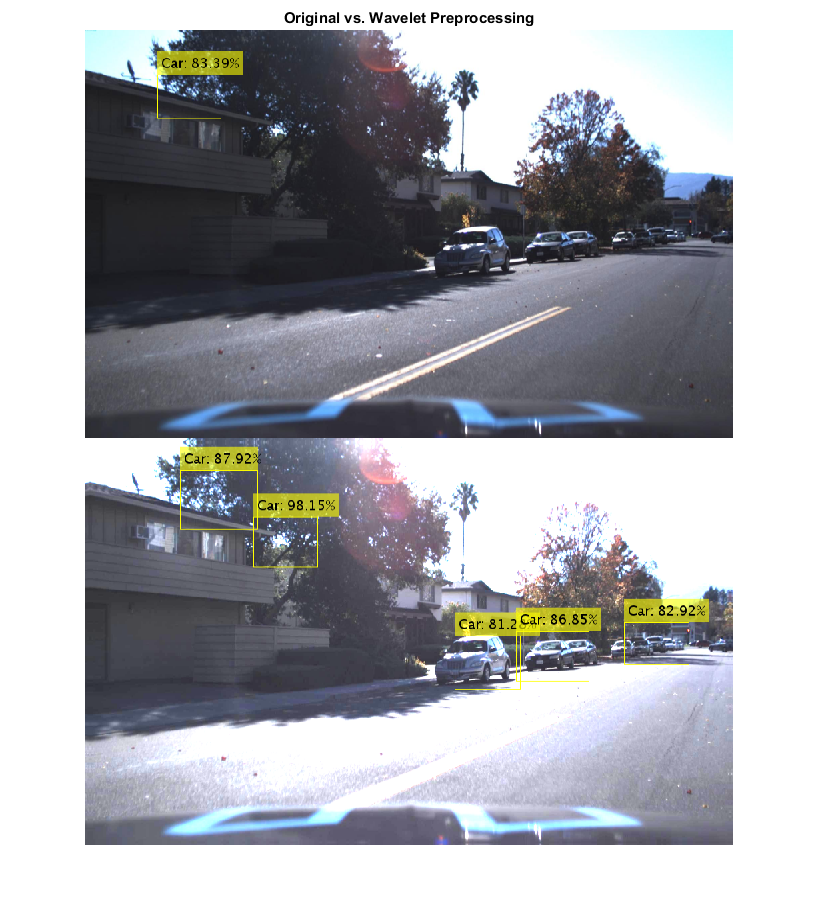 Original vs. Wavelet Preprocessing
Car: 83.39%
Car: 87.92%
Car: 98.15%
Car: 82.92%
Car: 86.85%
Car: 81.2